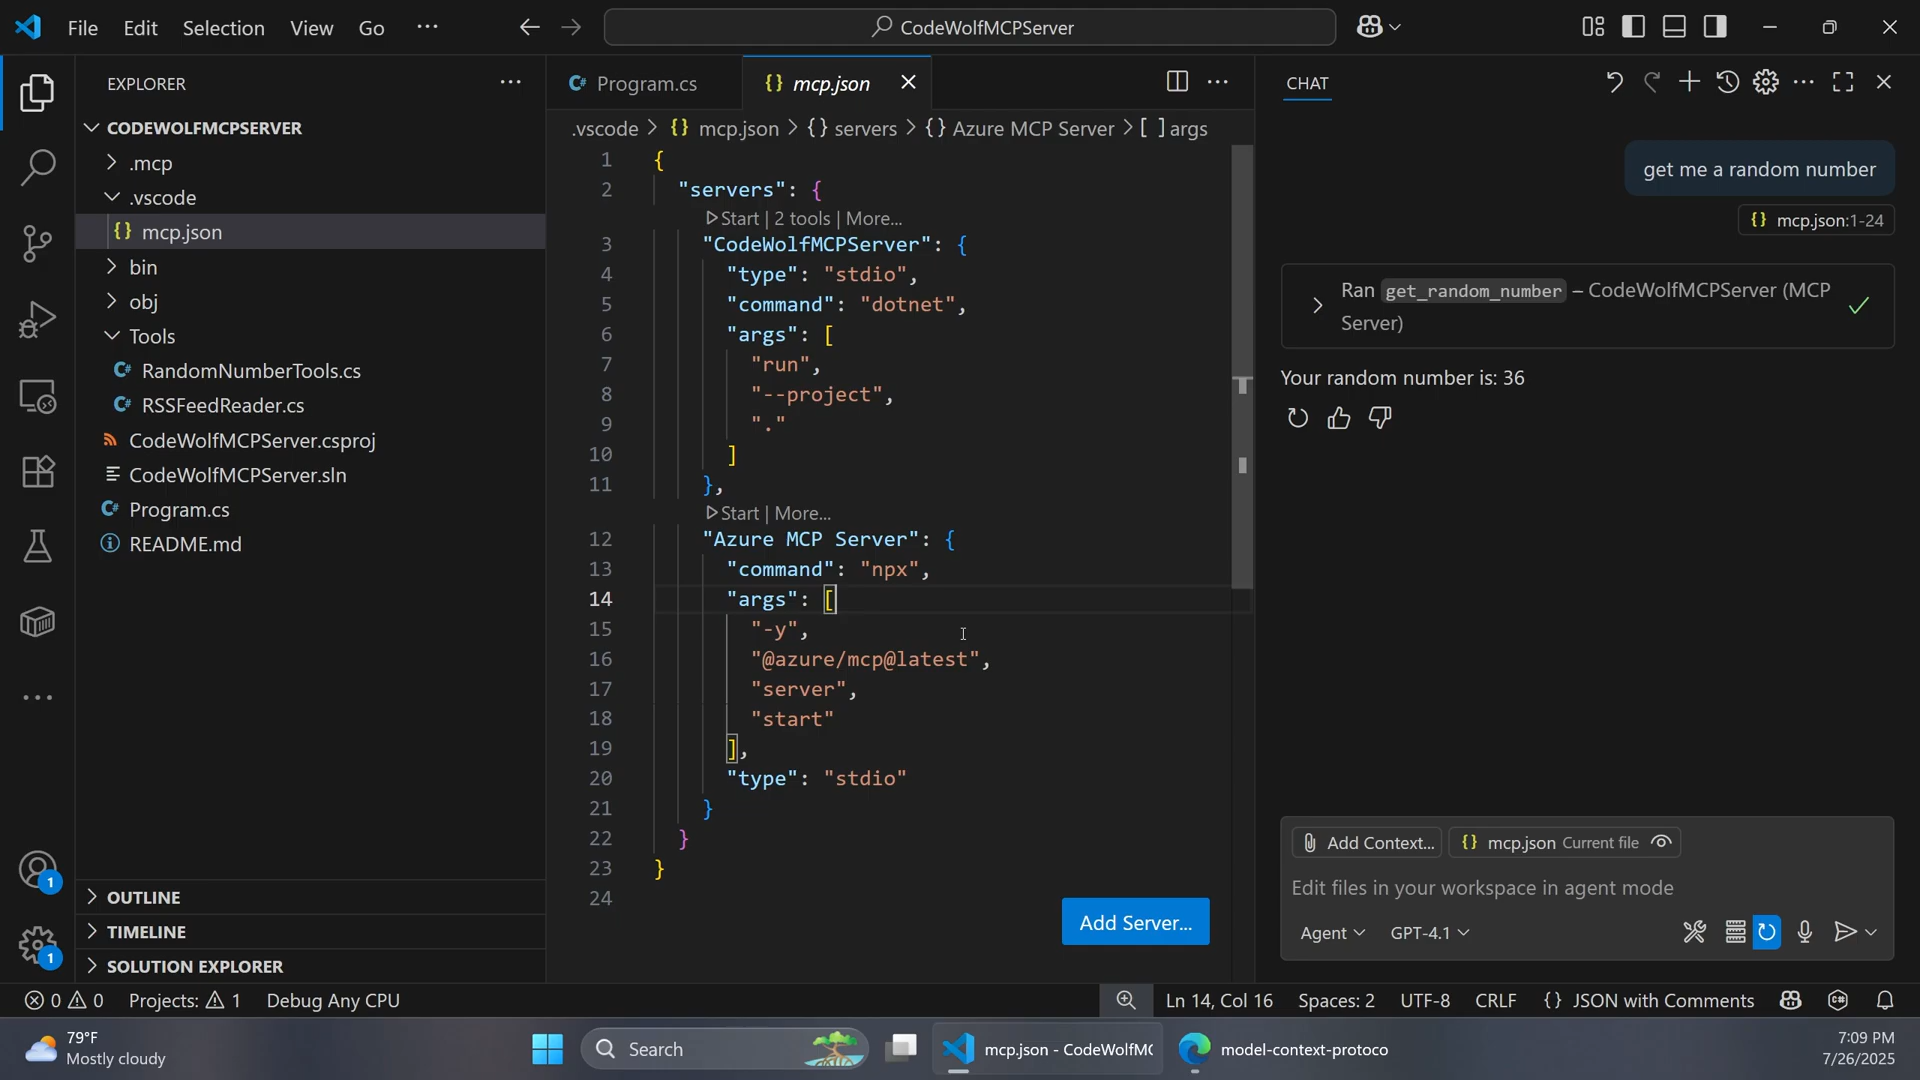 File Edit Selection View Go ··· CodeWolfMCPServer
EXPLORER ···
CODEWOLFMCPSERVER
.mcp
.vscode
{} mcp.json
bin
obj
Tools
C# RandomNumberTools.cs
C# RSSFeedReader.cs
CodeWolfMCPServer.csproj
CodeWolfMCPServer.sln
C# Program.cs
README.md
OUTLINE
TIMELINE
SOLUTION EXPLORER
1
1
C# Program.cs {} mcp.json
.vscode > {} mcp.json > {} servers > {} Azure MCP Server > [ ] args
1 {
2 "servers": {
Start | 2 tools | More...
3 "CodeWolfMCPServer": {
4 "type": "stdio",
5 "command": "dotnet",
6 "args": [
7 "run",
8 "--project",
9 "."
10 ]
11 },
Start | More...
12 "Azure MCP Server": {
13 "command": "npx",
14 "args": [
15 "-y",
16 "@azure/mcp@latest",
17 "server",
18 "start"
19 ],
20 "type": "stdio"
21 }
22 }
23 }
24
Add Server...
CHAT
get me a random number
{} mcp.json:1-24
Ran get_random_number – CodeWolfMCPServer (MCP
Server)
Your random number is: 36
Add Context... {} mcp.json Current file
Edit files in your workspace in agent mode
Agent GPT-4.1
0 0 Projects: 1 Debug Any CPU Ln 14, Col 16 Spaces: 2 UTF-8 CRLF {} JSON with Comments
79°F
Mostly cloudy
Search
mcp.json - CodeWolfMC
model-context-protoco
7:09 PM
7/26/2025